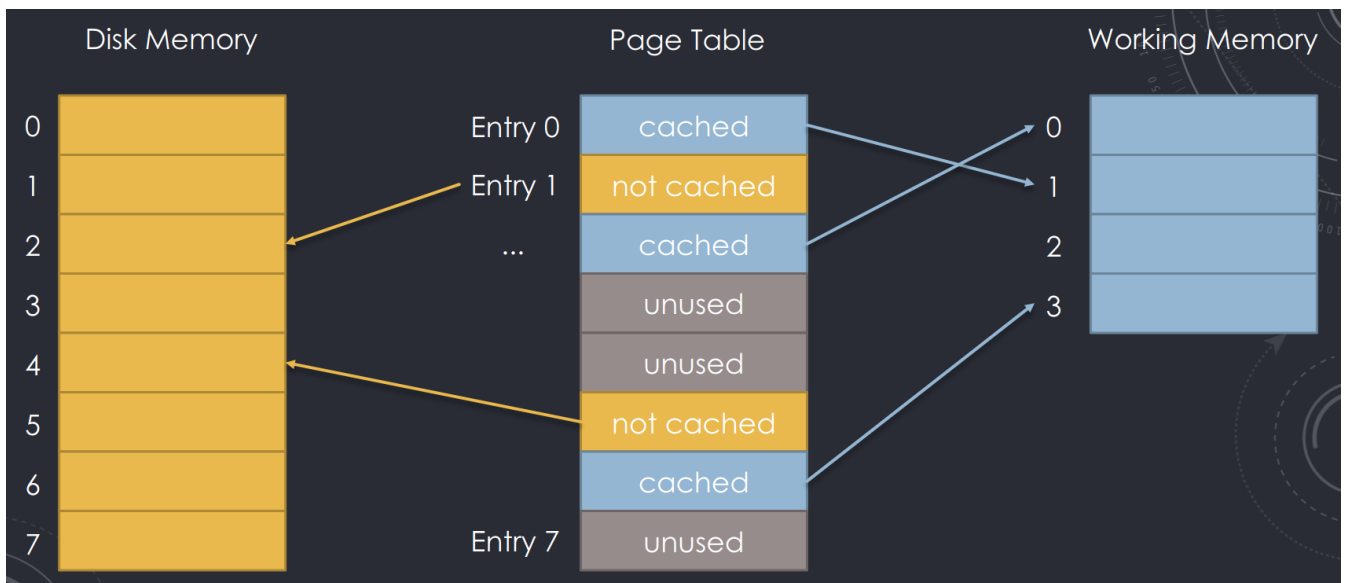 Disk Memory Page Table Working Memory
0 Entry 0 cached 0
1 Entry 1 not cached 1
2 ... cached 2
3 unused 3
4 unused
5 not cached
6 cached
7 Entry 7 unused